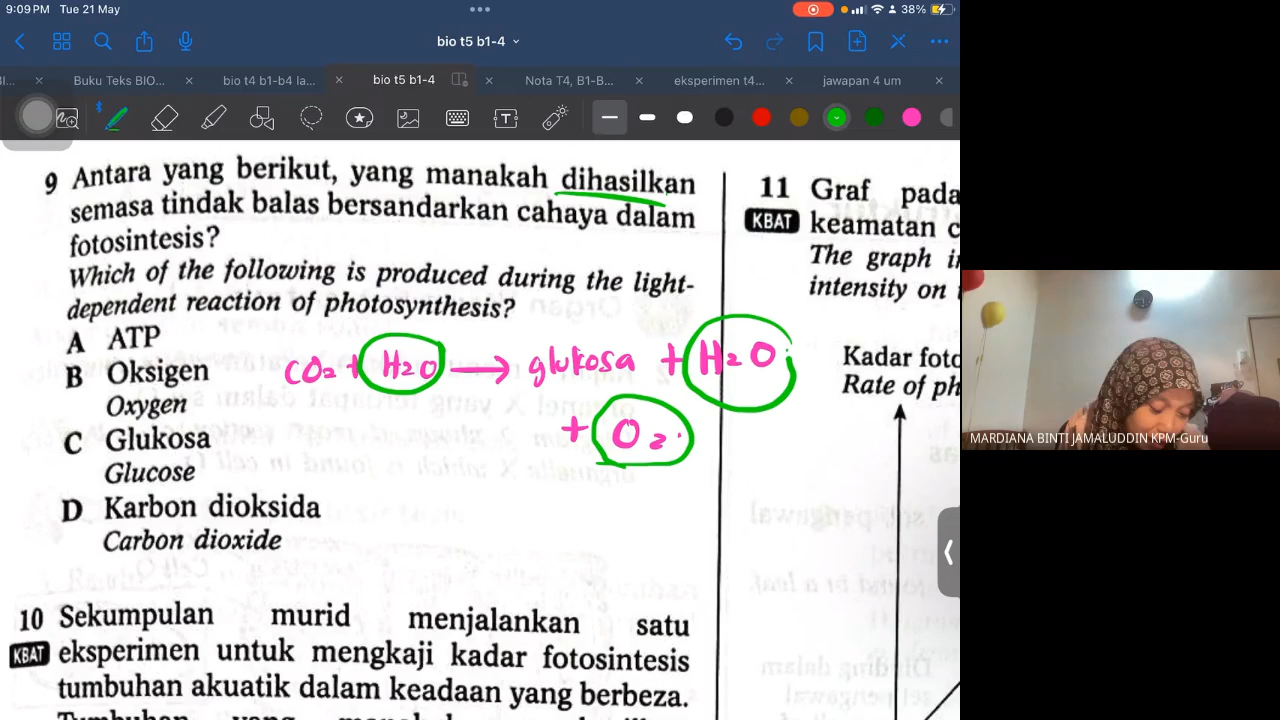 9:09 PM Tue 21 May
38%
bio t5 b1-4
Buku Teks BIO...
bio t4 b1-b4 la...
bio t5 b1-4
Nota T4, B1-B...
eksperimen t4...
jawapan 4 um
9 Antara yang berikut, yang manakah dihasilkan
semasa tindak balas bersandarkan cahaya dalam
fotosintesis?
Which of the following is produced during the light-
dependent reaction of photosynthesis?
A ATP
B Oksigen
Oxygen
C Glukosa
Glucose
D Karbon dioksida
Carbon dioxide
CO₂ + H₂O → glukosa + H₂O
+ O₂
10 Sekumpulan murid menjalankan satu
KBAT eksperimen untuk mengkaji kadar fotosintesis
tumbuhan akuatik dalam keadaan yang berbeza.
11 Graf pada
KBAT keamatan
The graph
intensity on
Kadar foto
Rate of ph
MARDIANA BINTI JAMALUDDIN KPM-Guru